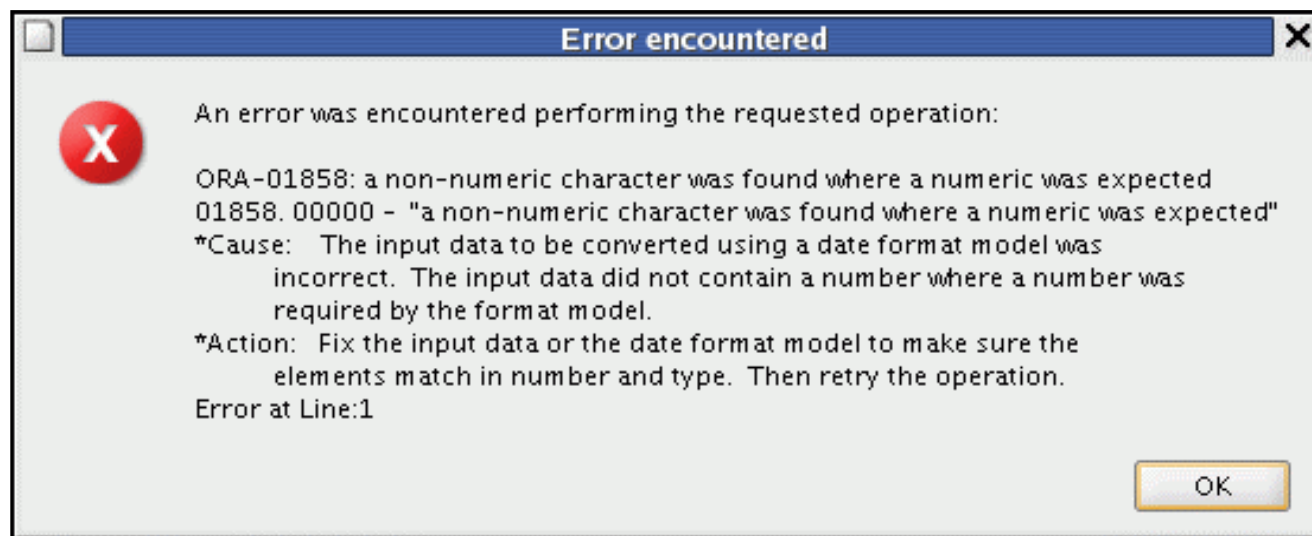 Error encountered
An error was encountered performing the requested operation:
ORA-01858: a non-numeric character was found where a numeric was expected
01858. 00000 - "a non-numeric character was found where a numeric was expected"
*Cause: The input data to be converted using a date format model was
incorrect. The input data did not contain a number where a number was
required by the format model.
*Action: Fix the input data or the date format model to make sure the
elements match in number and type. Then retry the operation.
Error at Line:1
OK